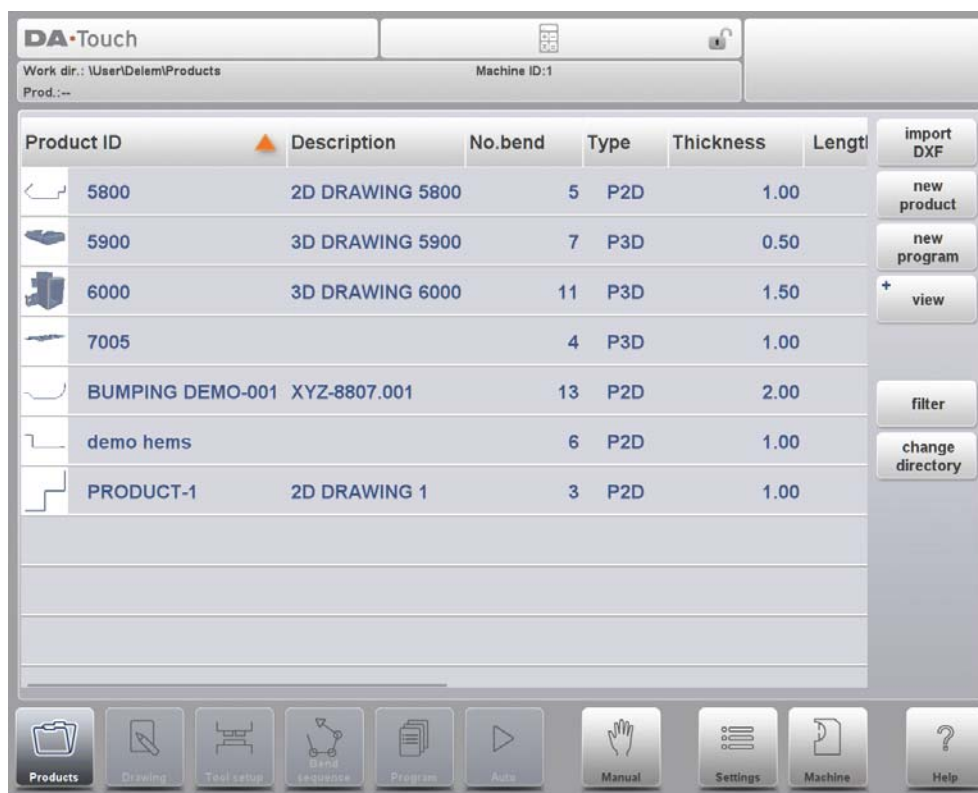 DA·Touch
Work dir.: \User\Delem\Products Machine ID:1
Prod.:--
Product ID Description No.bend Type Thickness Lengt
5800 2D DRAWING 5800 5 P2D 1.00
5900 3D DRAWING 5900 7 P3D 0.50
6000 3D DRAWING 6000 11 P3D 1.50
7005 4 P3D 1.00
BUMPING DEMO-001 XYZ-8807.001 13 P2D 2.00
demo hems 6 P2D 1.00
PRODUCT-1 2D DRAWING 1 3 P2D 1.00
import
DXF
new
product
new
program
+ view
filter
change
directory
Products Drawing Tool setup Bend
sequence Program Auto Manual Settings Machine Help